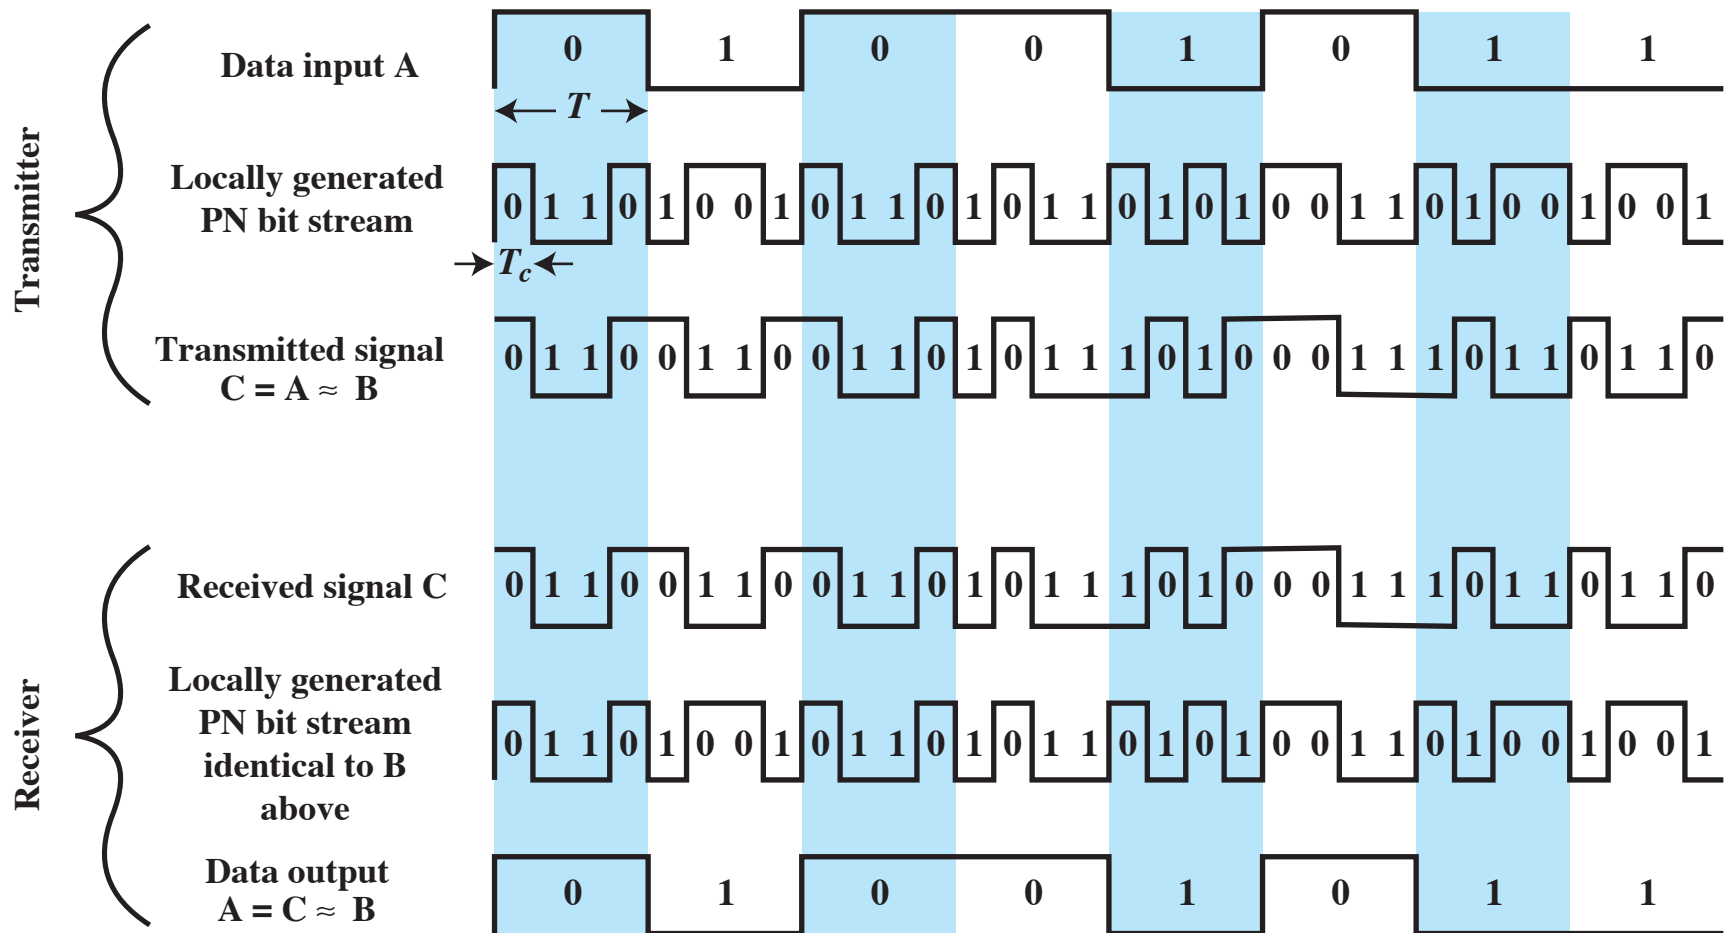 Transmitter
Data input A
0 1 0 0 1 0 1 1
T
Locally generated
PN bit stream
0 1 1 0 1 0 0 1 0 1 1 0 1 0 1 1 0 1 0 1 0 0 1 1 0 1 0 0 1 0 0 1
Tc
Transmitted signal
C = A ≈ B
0 1 1 0 0 1 1 0 0 1 1 0 1 0 1 1 1 0 1 0 0 0 1 1 1 0 1 1 0 1 1 0
Receiver
Received signal C
0 1 1 0 0 1 1 0 0 1 1 0 1 0 1 1 1 0 1 0 0 0 1 1 1 0 1 1 0 1 1 0
Locally generated
PN bit stream
identical to B
above
0 1 1 0 1 0 0 1 0 1 1 0 1 0 1 1 0 1 0 1 0 0 1 1 0 1 0 0 1 0 0 1
Data output
A = C ≈ B
0 1 0 0 1 0 1 1